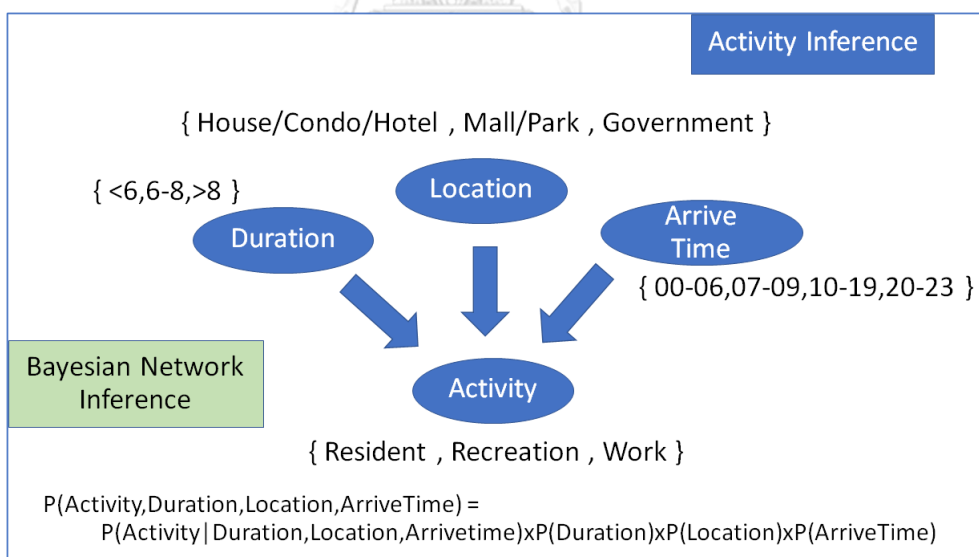 Activity Inference
{ House/Condo/Hotel , Mall/Park , Government }
{ <6,6-8,>8 }
Location
Duration
Arrive
Time
{ 00-06,07-09,10-19,20-23 }
Bayesian Network
Inference
Activity
{ Resident , Recreation , Work }
P(Activity,Duration,Location,ArriveTime) =
P(Activity|Duration,Location,Arrivetime)xP(Duration)xP(Location)xP(ArriveTime)